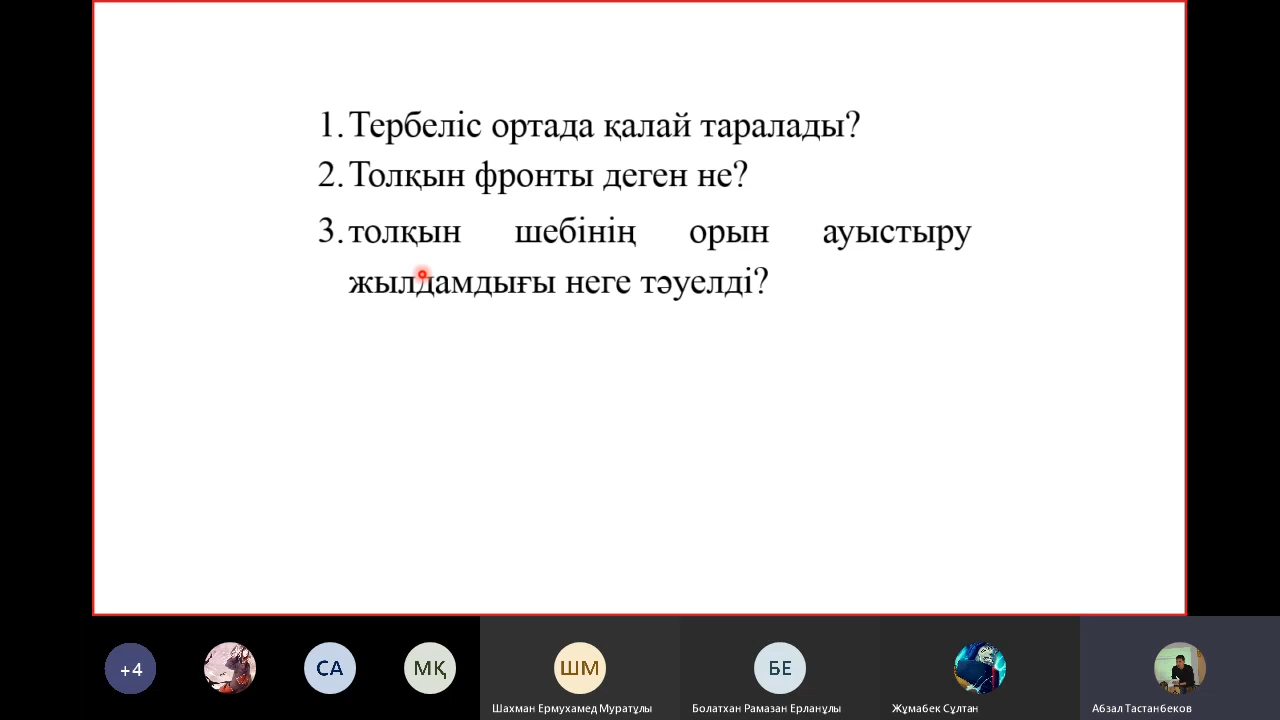 1. Тербеліс ортада қалай таралады?
2. Толқын фронты деген не?
3. толқын шебінің орын ауыстыру
жылдамдығы неге тәуелді?
+4
СА
МҚ
ШМ
БЕ
Шахман Ермухамед Муратұлы
Болатхан Рамазан Ерланұлы
Жұмабек Сұлтан
Абзал Тастанбеков